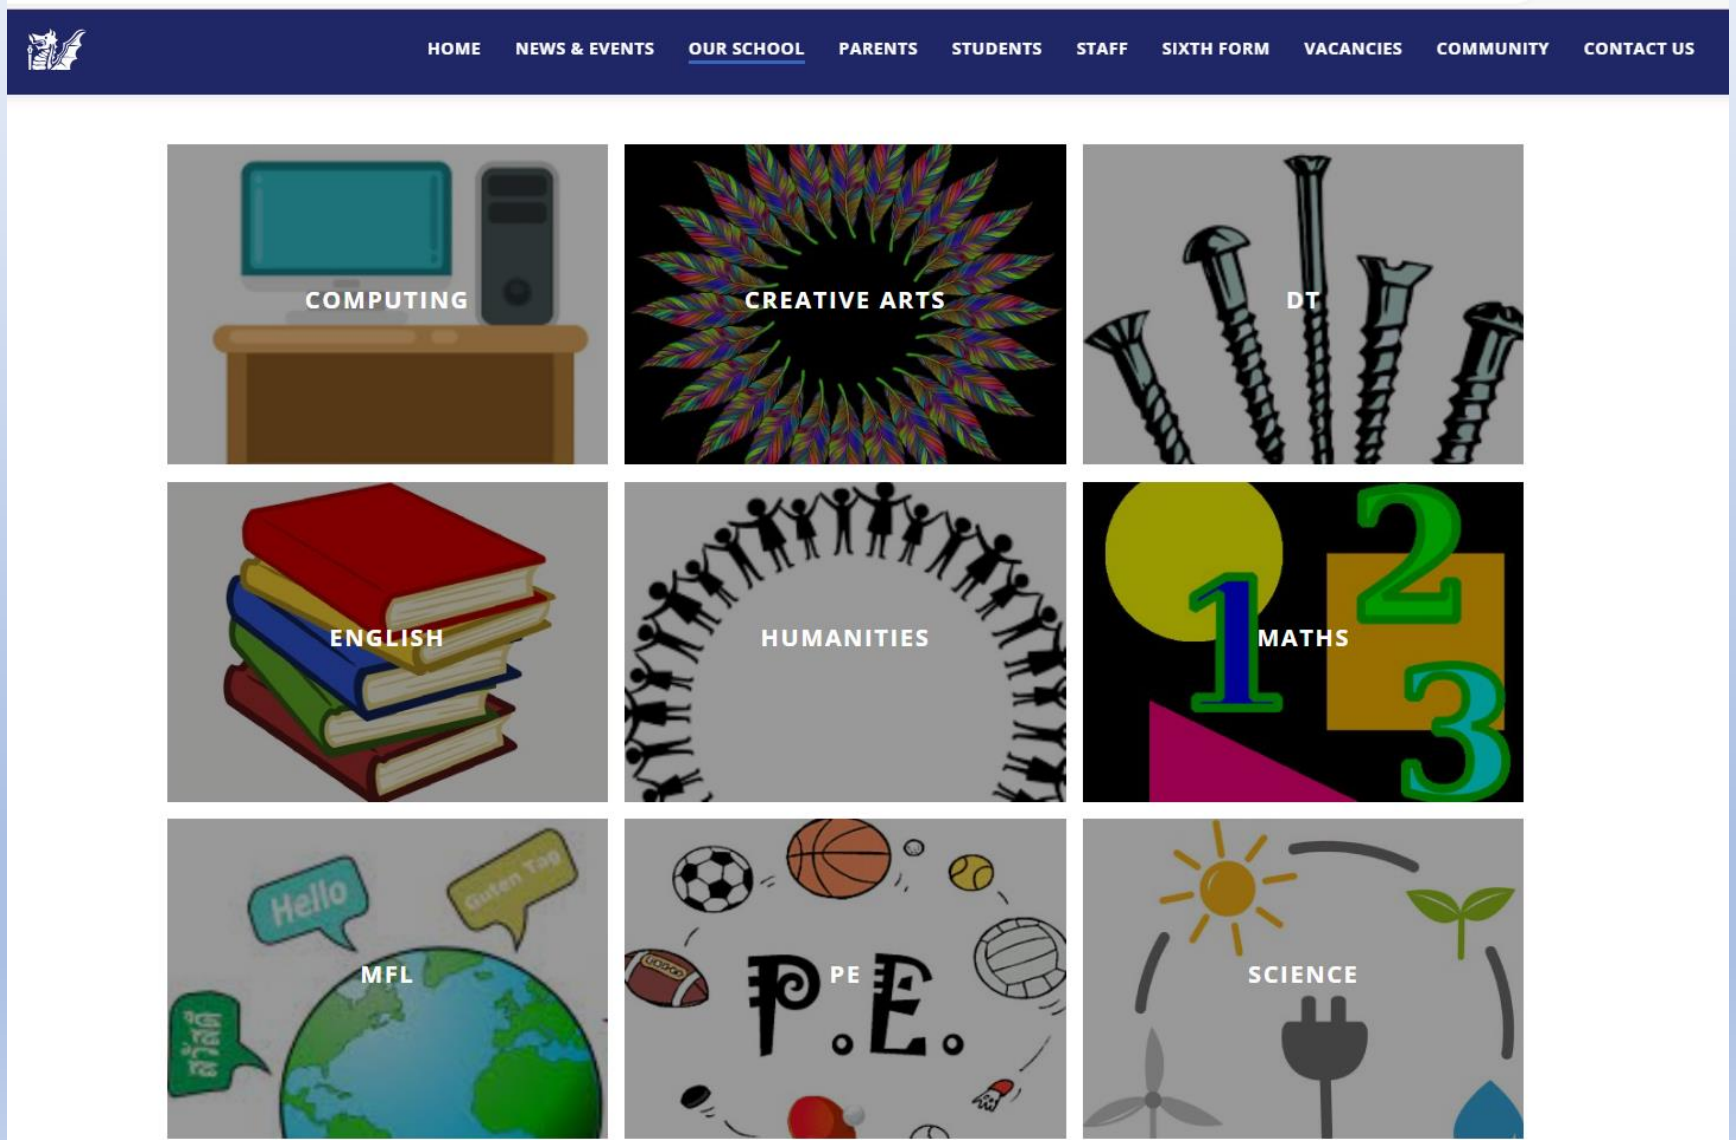 HOME NEWS & EVENTS OUR SCHOOL PARENTS STUDENTS STAFF SIXTH FORM VACANCIES COMMUNITY CONTACT US
COMPUTING
CREATIVE ARTS
DT
ENGLISH
HUMANITIES
MATHS
1
2
3
Hello
Guten Tag
สวัสดี
MFL
P.E.
PE
SCIENCE